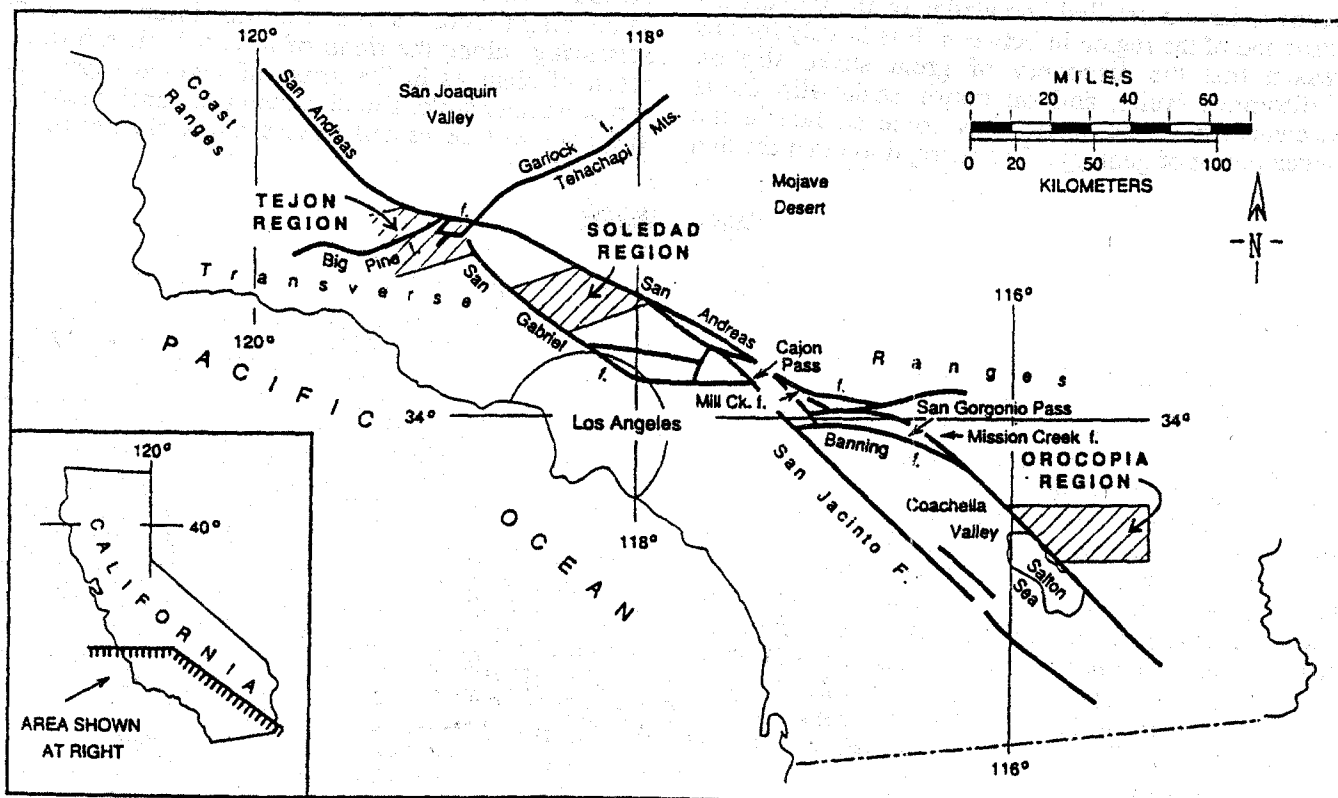 120°
118°
MILES
0 20 40 60
0 20 50 100
KILOMETERS
N
Coast
Ranges
San Andreas
San Joaquin
Valley
Garlock f.
Tehachapi Mts.
Mojave
Desert
TEJON
REGION
f.
Big Pine f.
SOLEDAD
REGION
San Gabriel f.
San Andreas
Transverse
Ranges
116°
120°
PACIFIC
OCEAN
Cajon
Pass
f.
Mill Ck. f.
34°
34°
Los Angeles
San Gorgonio Pass
Banning f.
Mission Creek f.
OROCOPIA
REGION
San Jacinto F.
Coachella
Valley
Salton
Sea
118°
116°
120°
40°
CALIFORNIA
AREA SHOWN
AT RIGHT